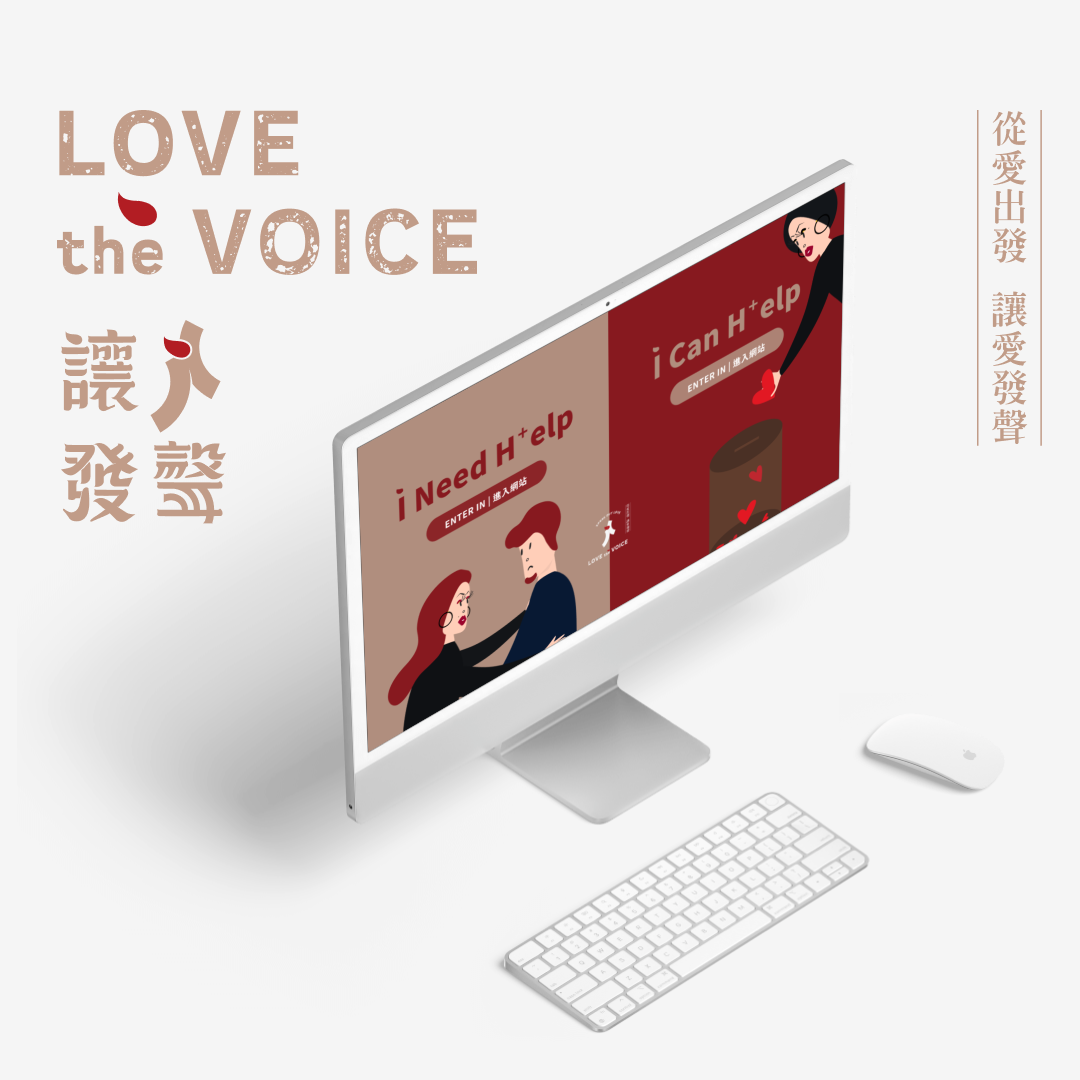 LOVE
the VOICE
讓人
發聲
從愛出發 讓愛發聲
i Need H+elp
ENTER IN | 進入網站
i Can H+elp
ENTER IN | 進入網站
LOVE the VOICE